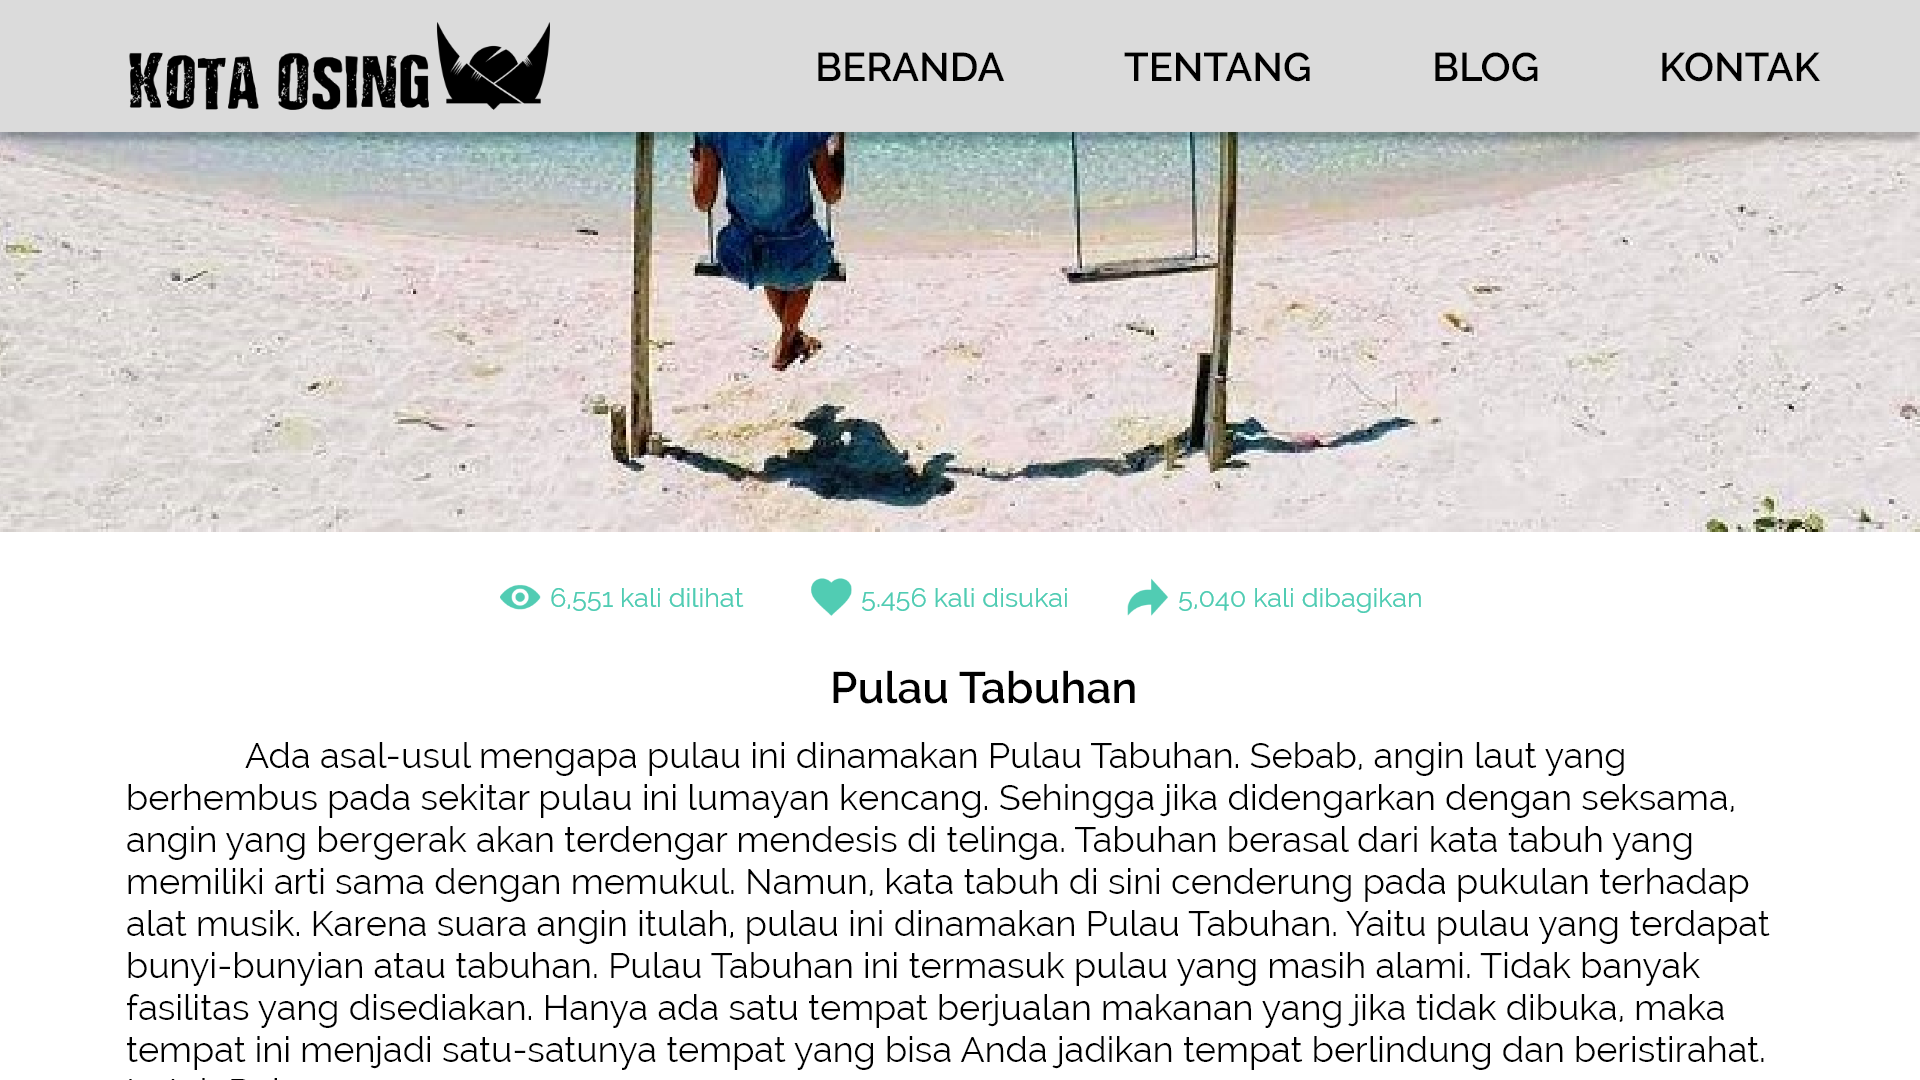 KOTA OSING
BERANDA TENTANG BLOG KONTAK
6,551 kali dilihat 5.456 kali disukai 5,040 kali dibagikan
Pulau Tabuhan
Ada asal-usul mengapa pulau ini dinamakan Pulau Tabuhan. Sebab, angin laut yang
berhembus pada sekitar pulau ini lumayan kencang. Sehingga jika didengarkan dengan seksama,
angin yang bergerak akan terdengar mendesis di telinga. Tabuhan berasal dari kata tabuh yang
memiliki arti sama dengan memukul. Namun, kata tabuh di sini cenderung pada pukulan terhadap
alat musik. Karena suara angin itulah, pulau ini dinamakan Pulau Tabuhan. Yaitu pulau yang terdapat
bunyi-bunyian atau tabuhan. Pulau Tabuhan ini termasuk pulau yang masih alami. Tidak banyak
fasilitas yang disediakan. Hanya ada satu tempat berjualan makanan yang jika tidak dibuka, maka
tempat ini menjadi satu-satunya tempat yang bisa Anda jadikan tempat berlindung dan beristirahat.